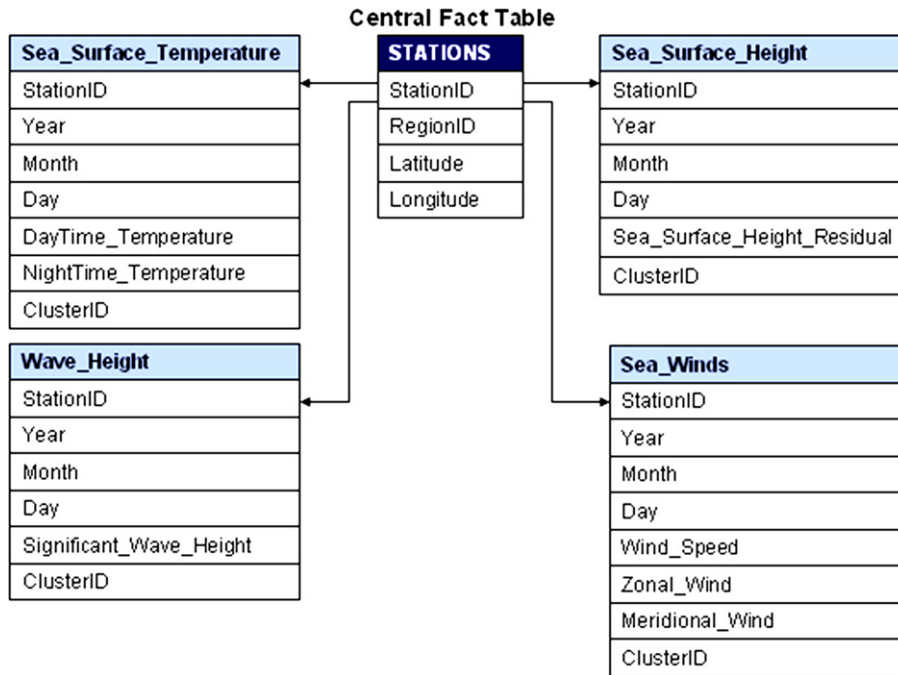 Central Fact Table
Sea_Surface_Temperature
StationID
Year
Month
Day
DayTime_Temperature
NightTime_Temperature
ClusterID
STATIONS
StationID
RegionID
Latitude
Longitude
Sea_Surface_Height
StationID
Year
Month
Day
Sea_Surface_Height_Residual
ClusterID
Wave_Height
StationID
Year
Month
Day
Significant_Wave_Height
ClusterID
Sea_Winds
StationID
Year
Month
Day
Wind_Speed
Zonal_Wind
Meridional_Wind
ClusterID